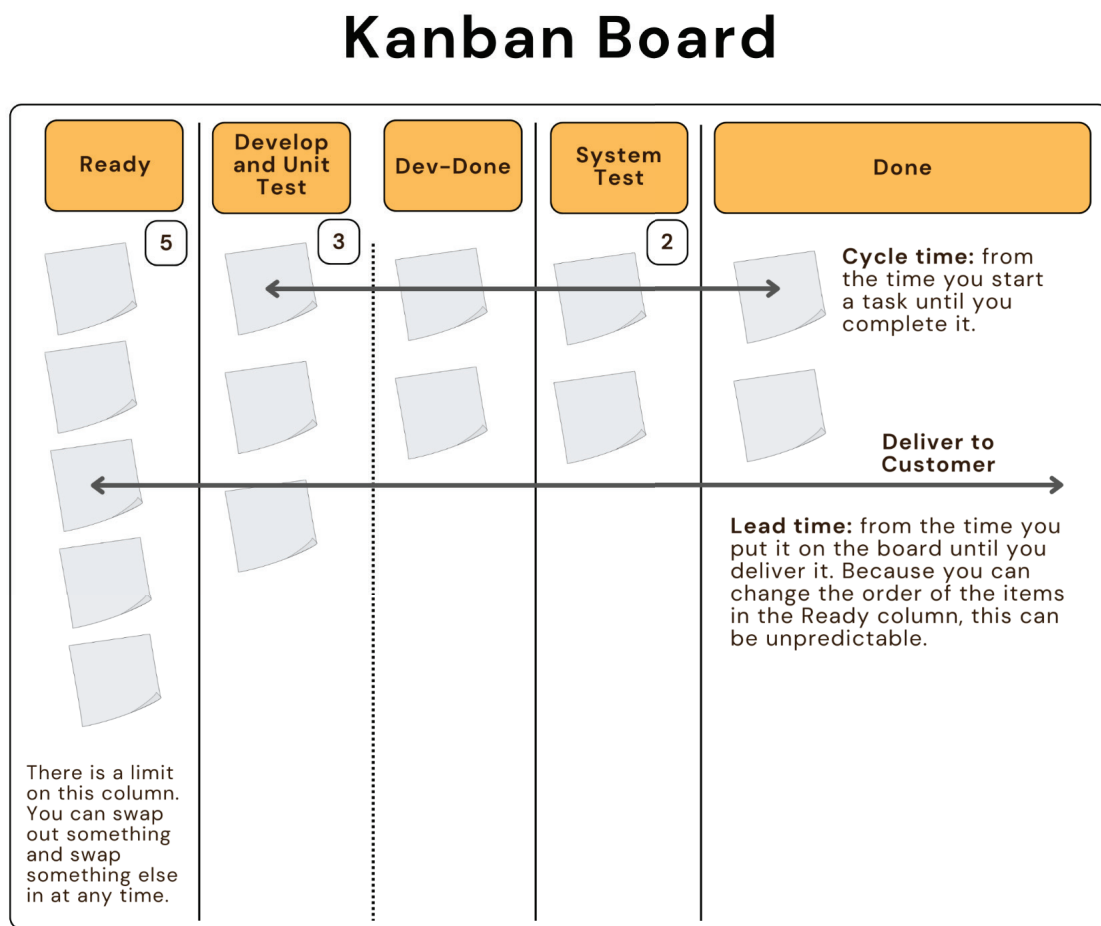 Kanban Board
Ready
Develop
and Unit
Test
Dev-Done
System
Test
Done
5
3
2
Cycle time: from
the time you start
a task until you
complete it.
Deliver to
Customer
Lead time: from the time you
put it on the board until you
deliver it. Because you can
change the order of the items
in the Ready column, this can
be unpredictable.
There is a limit
on this column.
You can swap
out something
and swap
something else
in at any time.